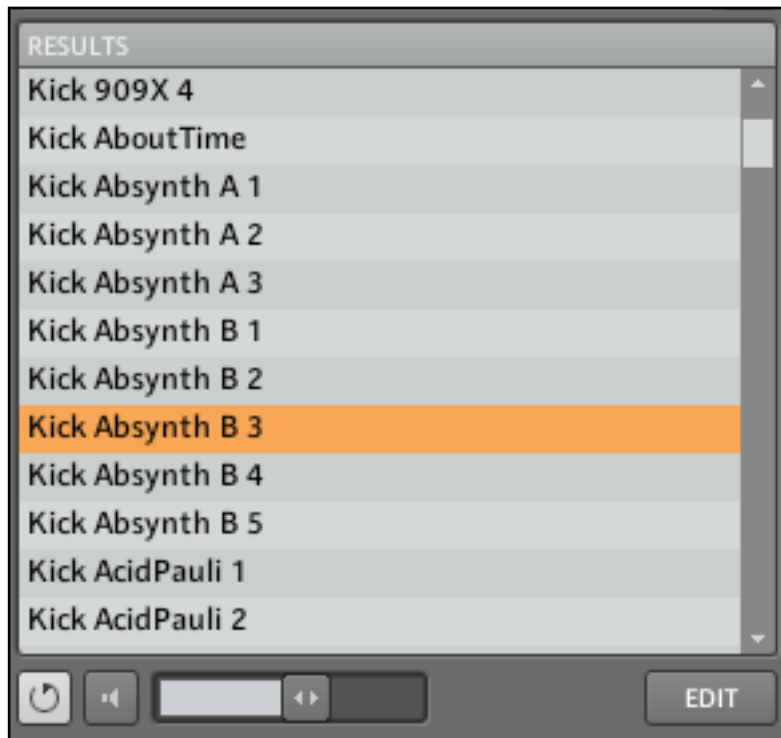 RESULTS
Kick 909X 4
Kick AboutTime
Kick Absynth A 1
Kick Absynth A 2
Kick Absynth A 3
Kick Absynth B 1
Kick Absynth B 2
Kick Absynth B 3
Kick Absynth B 4
Kick Absynth B 5
Kick AcidPauli 1
Kick AcidPauli 2
EDIT